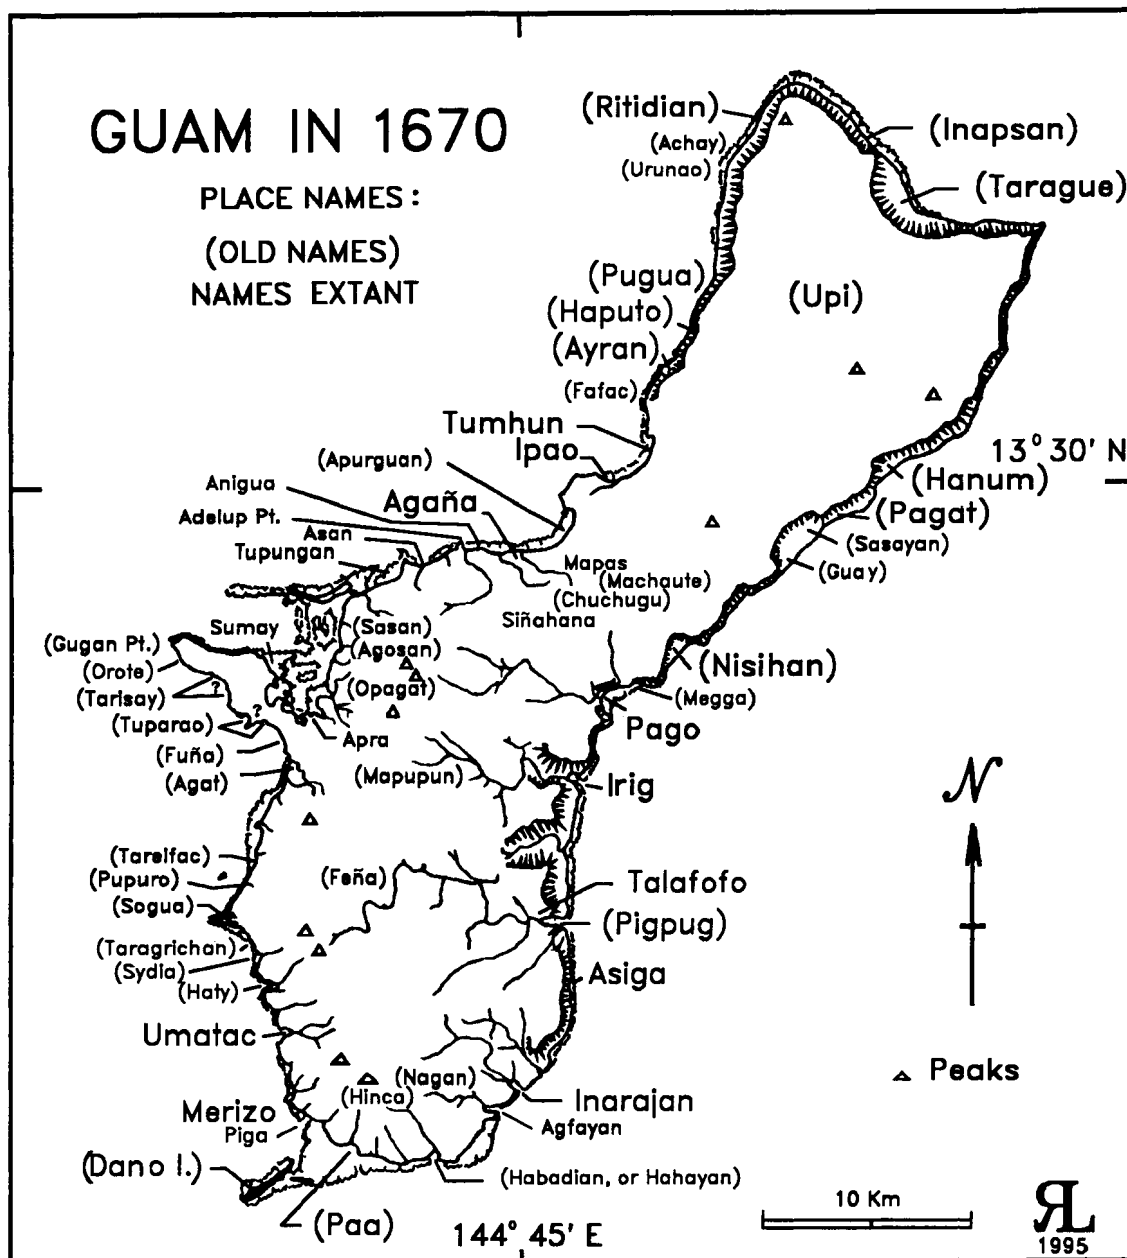 GUAM IN 1670
PLACE NAMES :
(OLD NAMES)
NAMES EXTANT
(Ritidian)
(Achay)
(Urunao)
(Inapsan)
(Tarague)
(Pugua)
(Haputo)
(Ayran)
(Upi)
(Fafac)
Tumhun
Ipao
(Apurguan)
13° 30' N
Anigua
Agaña
(Hanum)
Adelup Pt.
(Pagat)
Asan
(Sasayan)
Tupungan
Mapas
(Machaute)
(Guay)
(Chuchugu)
Siñahana
Sumay
(Sasan)
(Gugan Pt.)
(Agosan)
(Orote)
(Nisihan)
?
(Tarisay)
(Opagat)
(Megga)
?
(Tuparao)
Pago
Apra
(Fuña)
(Mapupun)
(Agat)
Irig
N
(Tarelfac)
(Pupuro)
(Feña)
Talafofo
(Sogua)
(Pigpug)
(Taragrichan)
(Sydia)
Asiga
(Haty)
Umatac
Peaks
(Nagan)
(Hinca)
Inarajan
Merizo
Agfayan
Piga
(Dano I.)
(Habadian, or Hahayan)
(Paa)
144° 45' E
10 Km
RL
1995